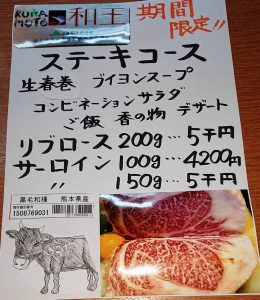 KUMAMOTO 和王
期間
限定!!
ステーキコース
生春巻 ブイヨンスープ
コンビネーションサラダ
ご飯 香の物 デザート
リブロース 200g…5千円
サーロイン 100g…4200円
〃 150g…5千円
黒毛和種 熊本県産
1508769031